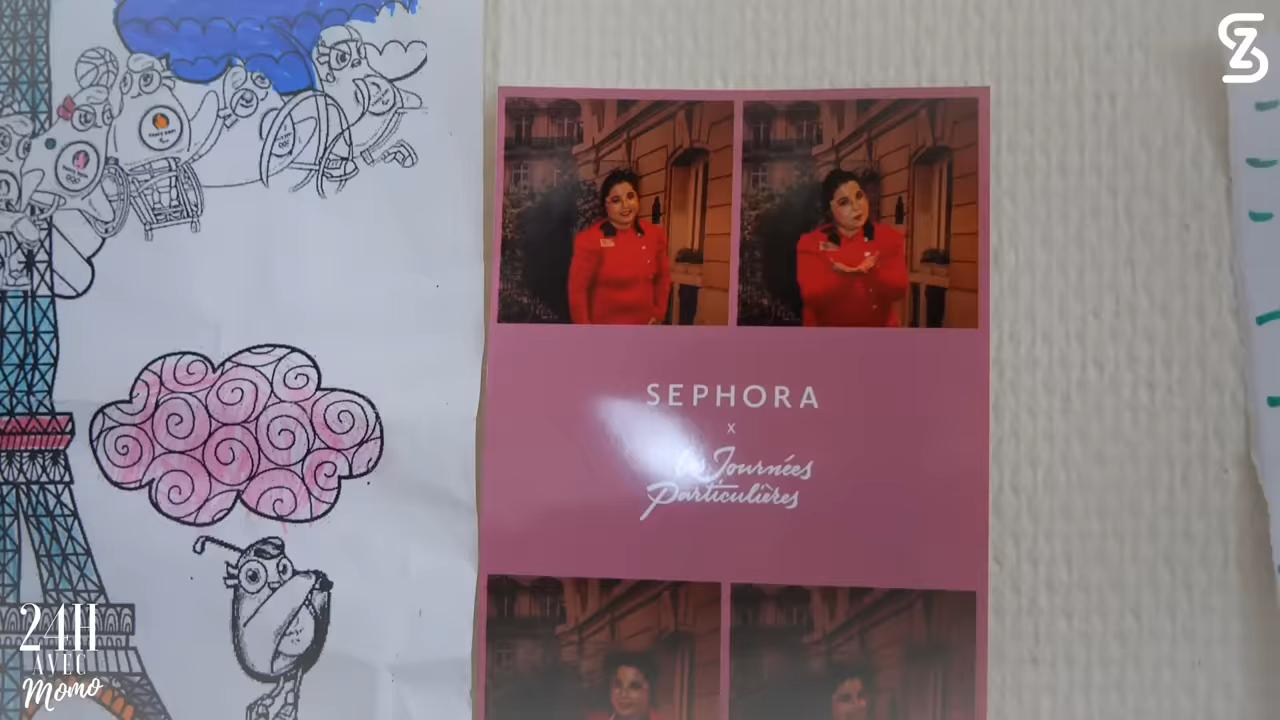 SEPHORA
x
Les Journées
Particulières
24H
AVEC
Momo